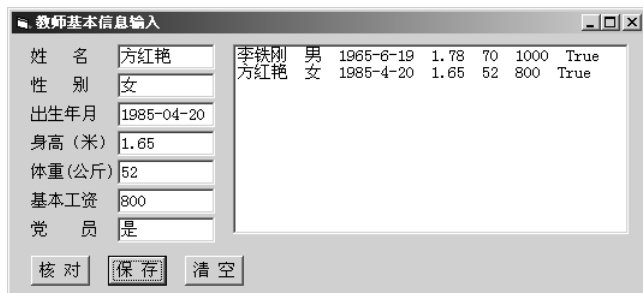 教师基本信息输入
姓 名 方红艳
性 别 女
出生年月 1985-04-20
身高（米） 1.65
体重(公斤) 52
基本工资 800
党 员 是
李铁刚 男 1965-6-19 1.78 70 1000 True
方红艳 女 1985-4-20 1.65 52 800 True
核 对 保 存 清 空